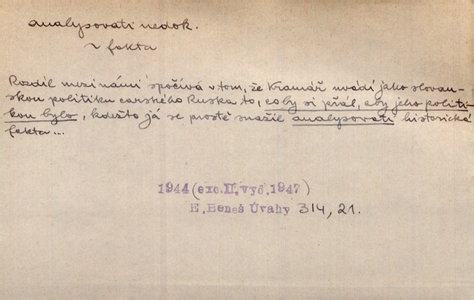 analysovati nedok.
~ fakta
Rozdíl mezi námi spočívá v tom, že Kramář uvádí jako slovan-
skou politiku carského Ruska to, co by si přál, aby jeho politi-
kou bylo, kdežto já se prostě snažil analysovati historická
fakta...
1944 (exc.II.vyd.1947)
E. Beneš Úvahy 314, 21.